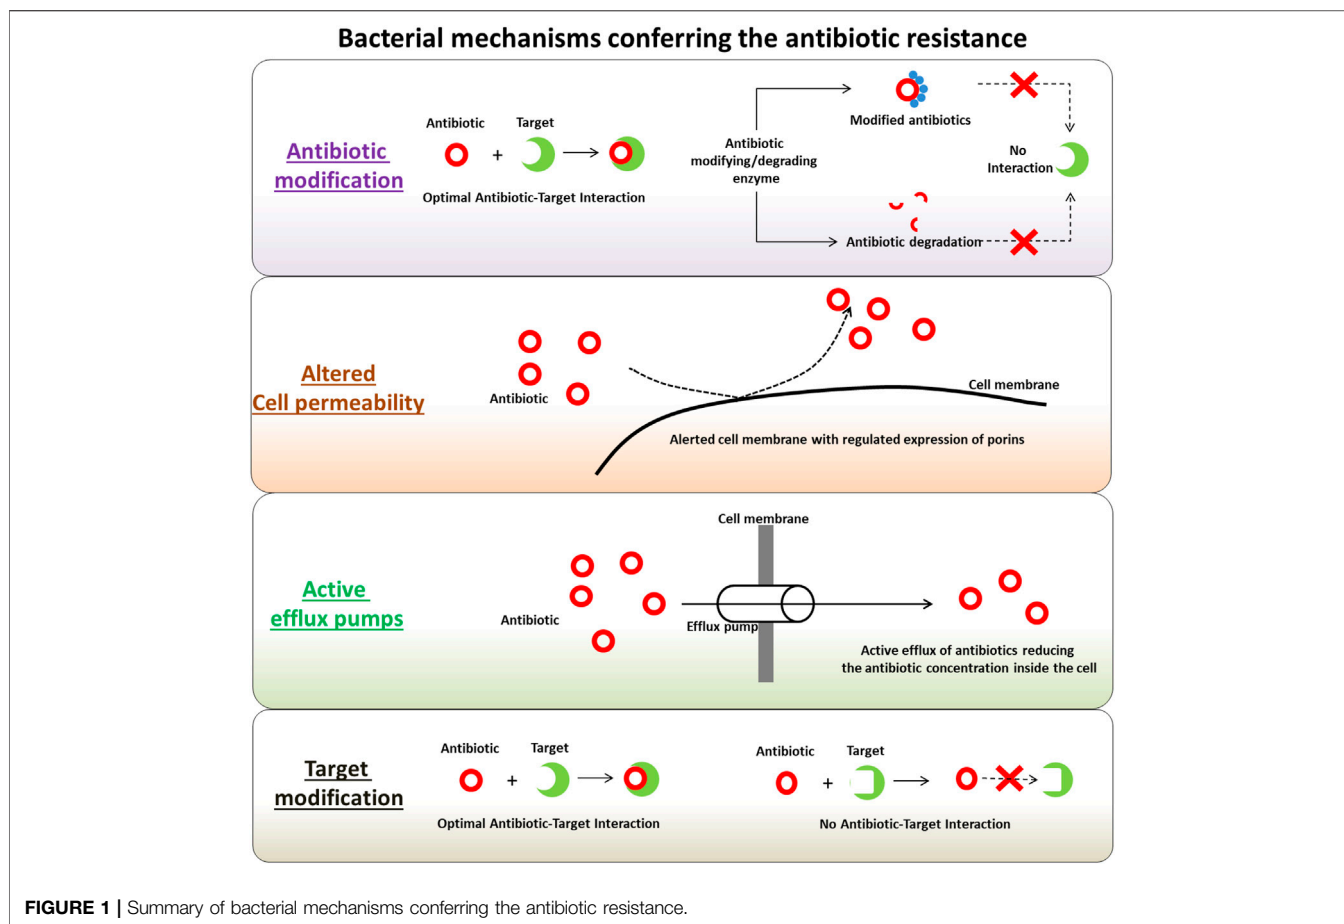 Bacterial mechanisms conferring the antibiotic resistance
Antibiotic
modification
Antibiotic
Target
+
Optimal Antibiotic-Target Interaction
Antibiotic
modifying/degrading
enzyme
Modified antibiotics
Antibiotic degradation
No
Interaction
Altered
Cell permeability
Antibiotic
Cell membrane
Alerted cell membrane with regulated expression of porins
Active
efflux pumps
Antibiotic
Cell membrane
Efflux pump
Active efflux of antibiotics reducing
the antibiotic concentration inside the cell
Target
modification
Antibiotic
Target
+
Optimal Antibiotic-Target Interaction
Antibiotic
Target
+
No Antibiotic-Target Interaction
FIGURE 1 | Summary of bacterial mechanisms conferring the antibiotic resistance.